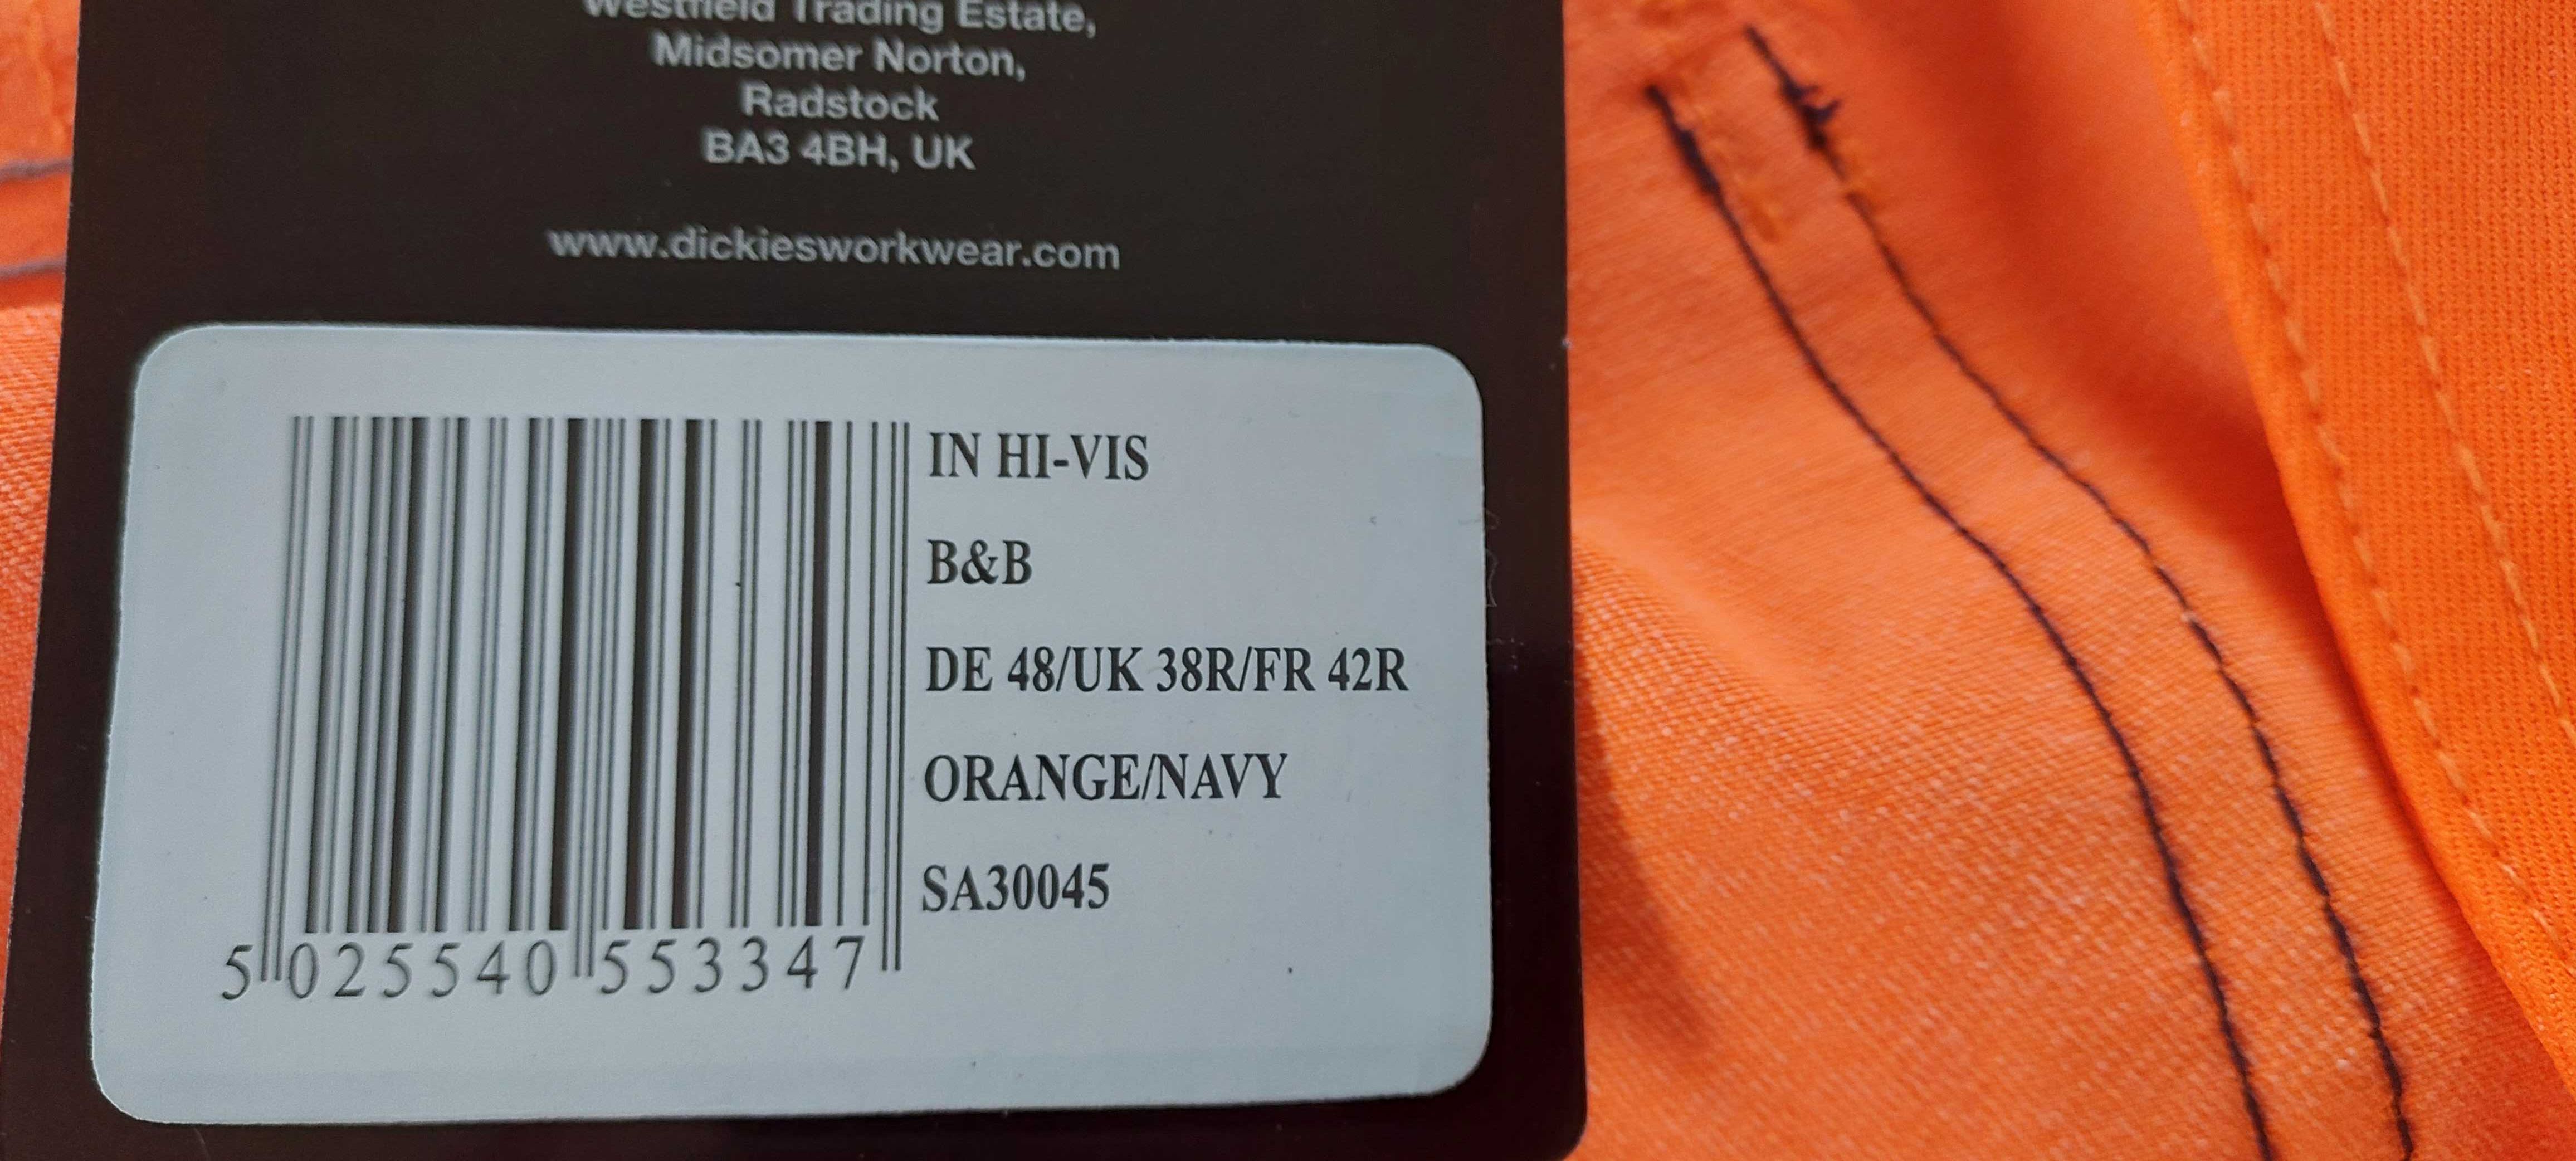 Westfield Trading Estate,
Midsomer Norton,
Radstock
BA3 4BH, UK
www.dickiesworkwear.com
IN HI-VIS
B&B
DE 48/UK 38R/FR 42R
ORANGE/NAVY
SA30045
5 025540 553347